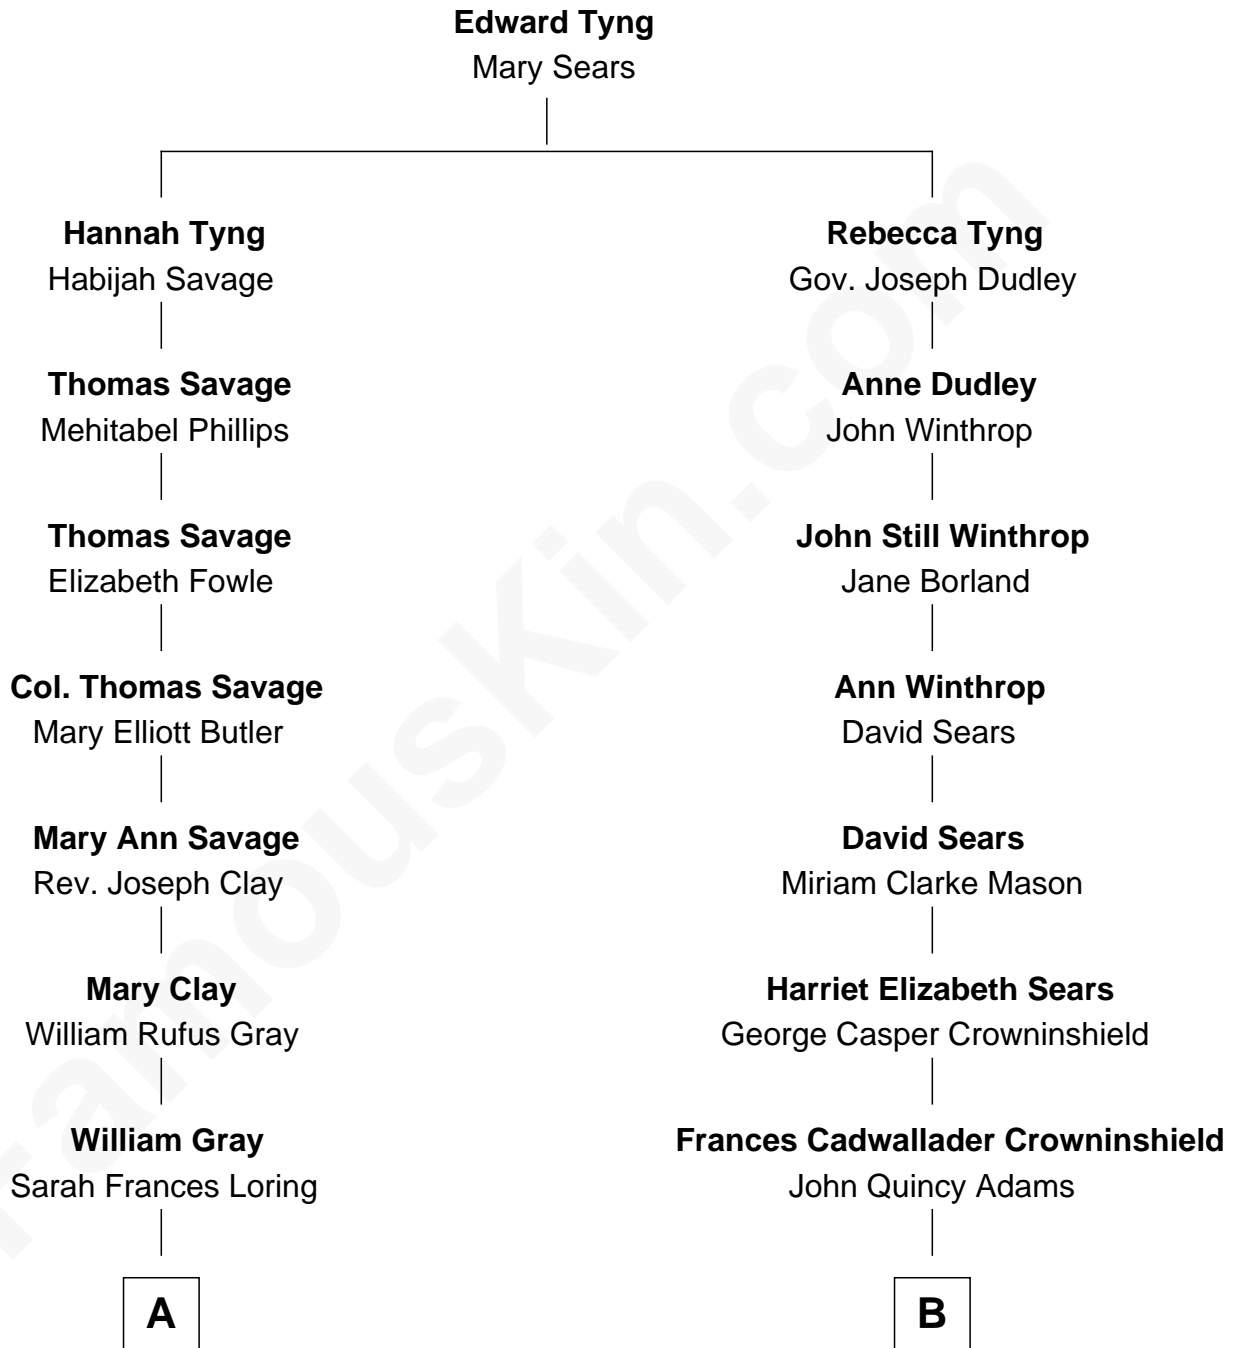 Edward Tyng
Mary Sears
Hannah Tyng
Habijah Savage
Rebecca Tyng
Gov. Joseph Dudley
Thomas Savage
Mehitabel Phillips
Anne Dudley
John Winthrop
Thomas Savage
Elizabeth Fowle
John Still Winthrop
Jane Borland
Col. Thomas Savage
Mary Elliott Butler
Ann Winthrop
David Sears
Mary Ann Savage
Rev. Joseph Clay
David Sears
Miriam Clarke Mason
Mary Clay
William Rufus Gray
Harriet Elizabeth Sears
George Casper Crowninshield
William Gray
Sarah Frances Loring
Frances Cadwallader Crowninshield
John Quincy Adams
A
B
FamousKin.com